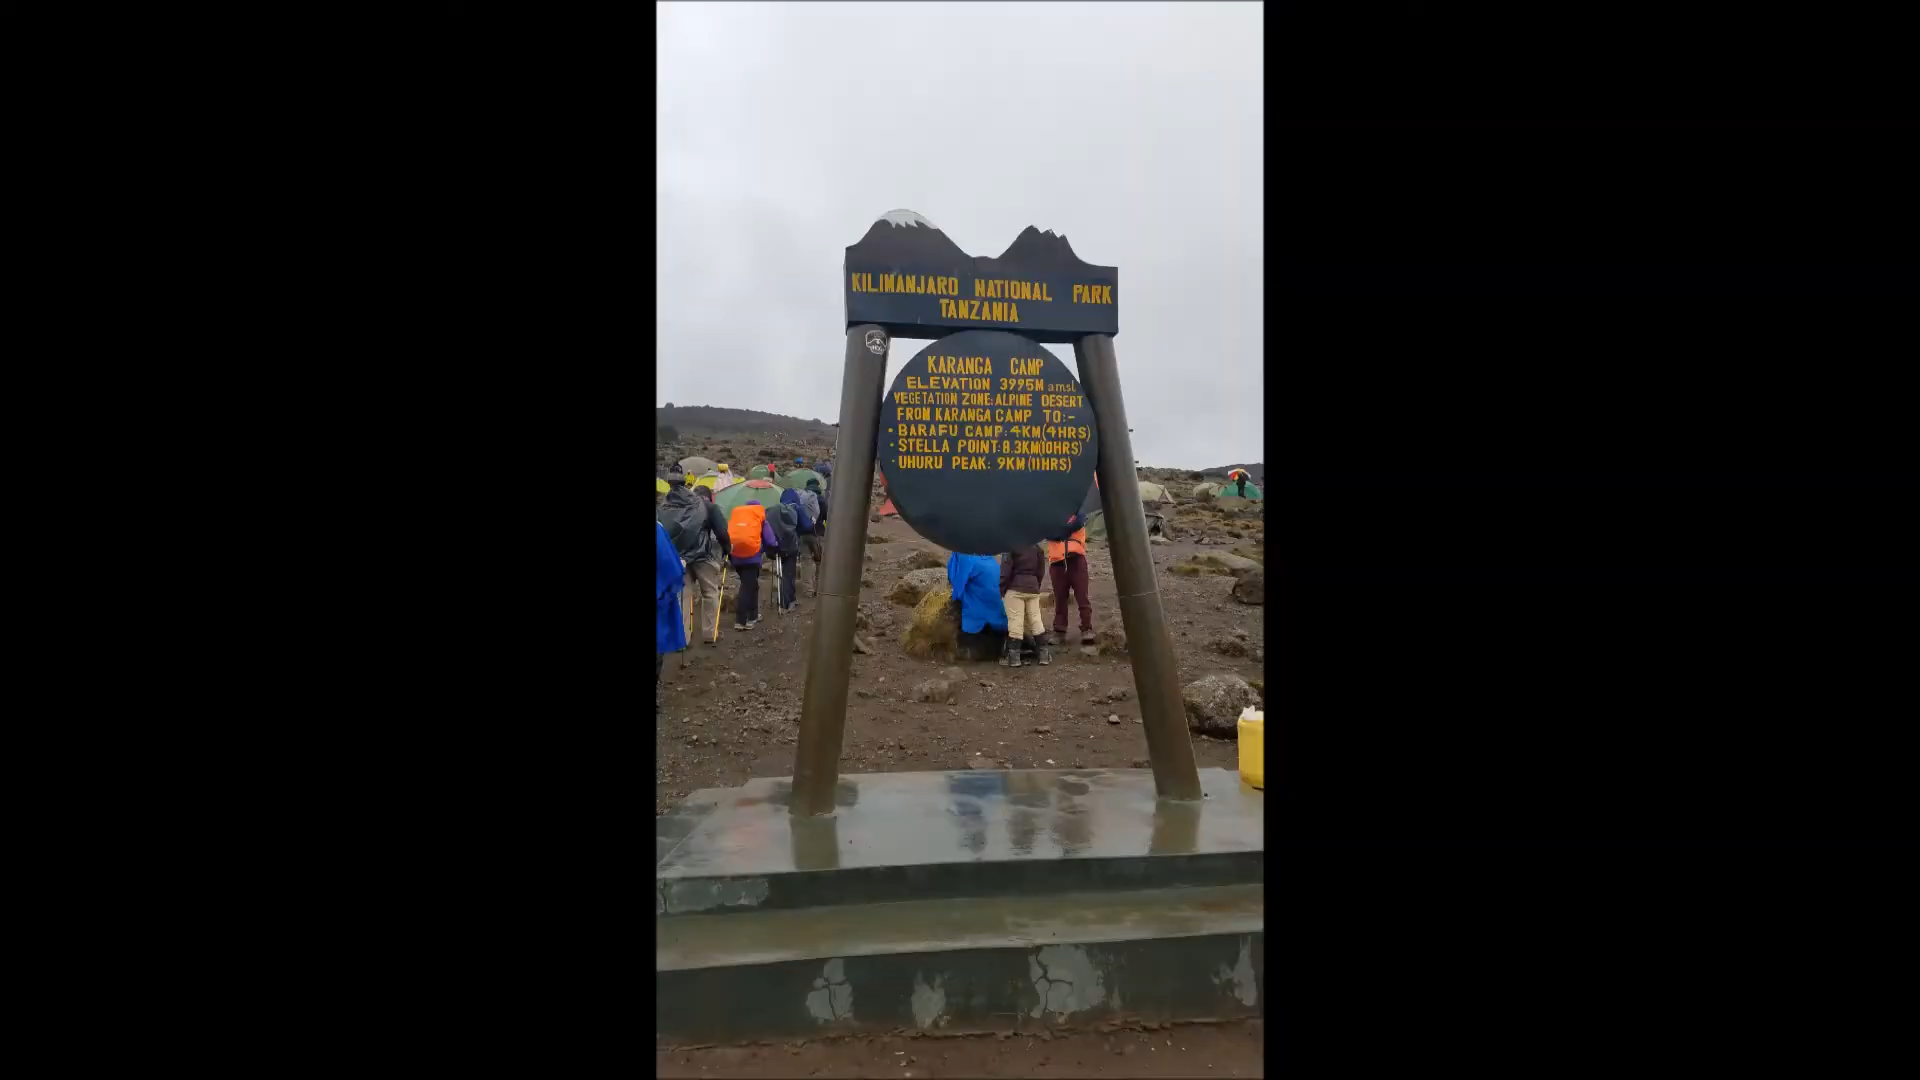 KILIMANJARO NATIONAL PARK
TANZANIA
KARANGA CAMP
ELEVATION 3995M amsl
VEGETATION ZONE: ALPINE DESERT
FROM KARANGA CAMP TO:-
• BARAFU CAMP: 4KM(4HRS)
• STELLA POINT: 8.3KM(10HRS)
• UHURU PEAK: 9KM(11HRS)